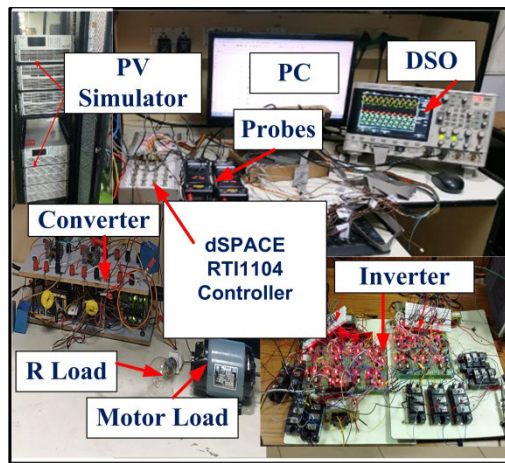 PV
Simulator
PC
DSO
Probes
Converter
dSPACE
RTI1104
Controller
Inverter
R Load
Motor Load